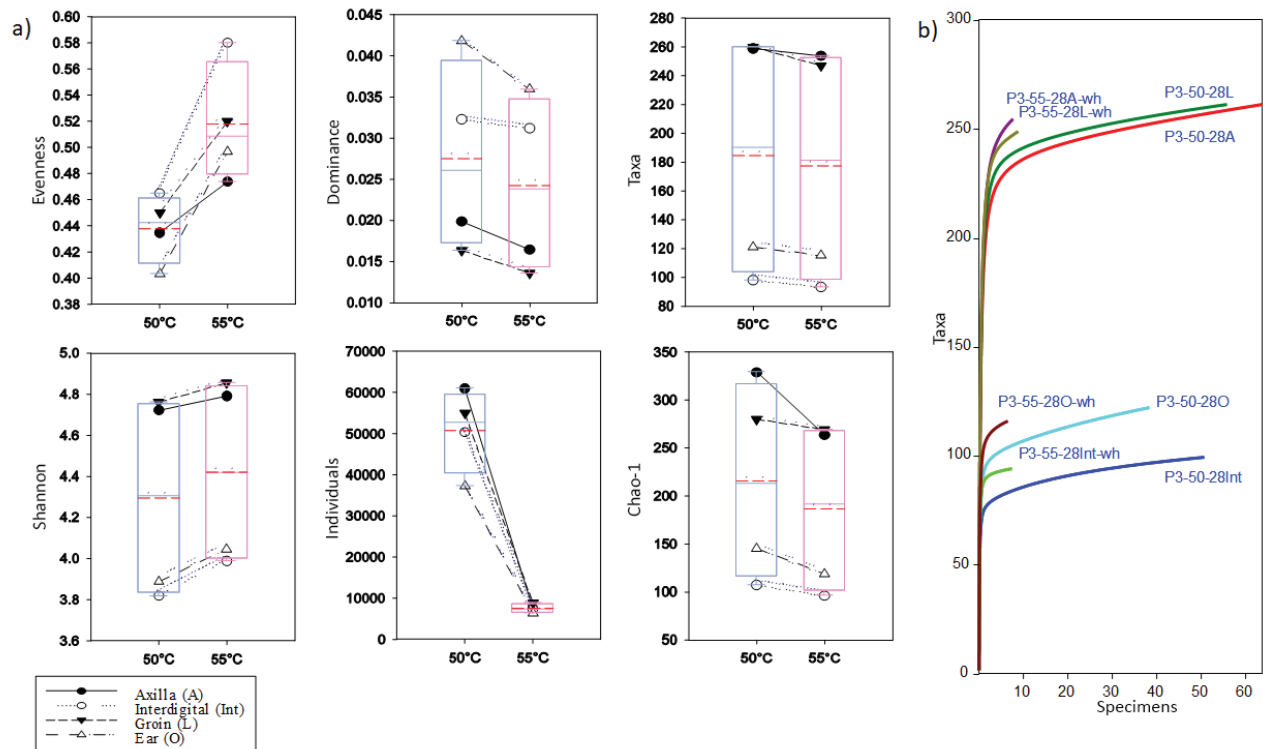 a)
Evenness
0.60
0.58
0.56
0.54
0.52
0.50
0.48
0.46
0.44
0.42
0.40
0.38
50°C
55°C
Dominance
0.045
0.040
0.035
0.030
0.025
0.020
0.015
0.010
50°C
55°C
Taxa
280
260
240
220
200
180
160
140
120
100
80
50°C
55°C
Shannon
5.0
4.8
4.6
4.4
4.2
4.0
3.8
3.6
50°C
55°C
Individuals
70000
60000
50000
40000
30000
20000
10000
0
50°C
55°C
Chao-1
350
300
250
200
150
100
50
50°C
55°C
Axilla (A)
Interdigital (Int)
Groin (L)
Ear (O)
b)
Taxa
300
250
200
150
100
50
0
P3-55-28A-wh
P3-55-28L-wh
P3-50-28L
P3-50-28A
P3-55-28O-wh
P3-50-28O
P3-55-28Int-wh
P3-50-28Int
10
20
30
40
50
60
Specimens